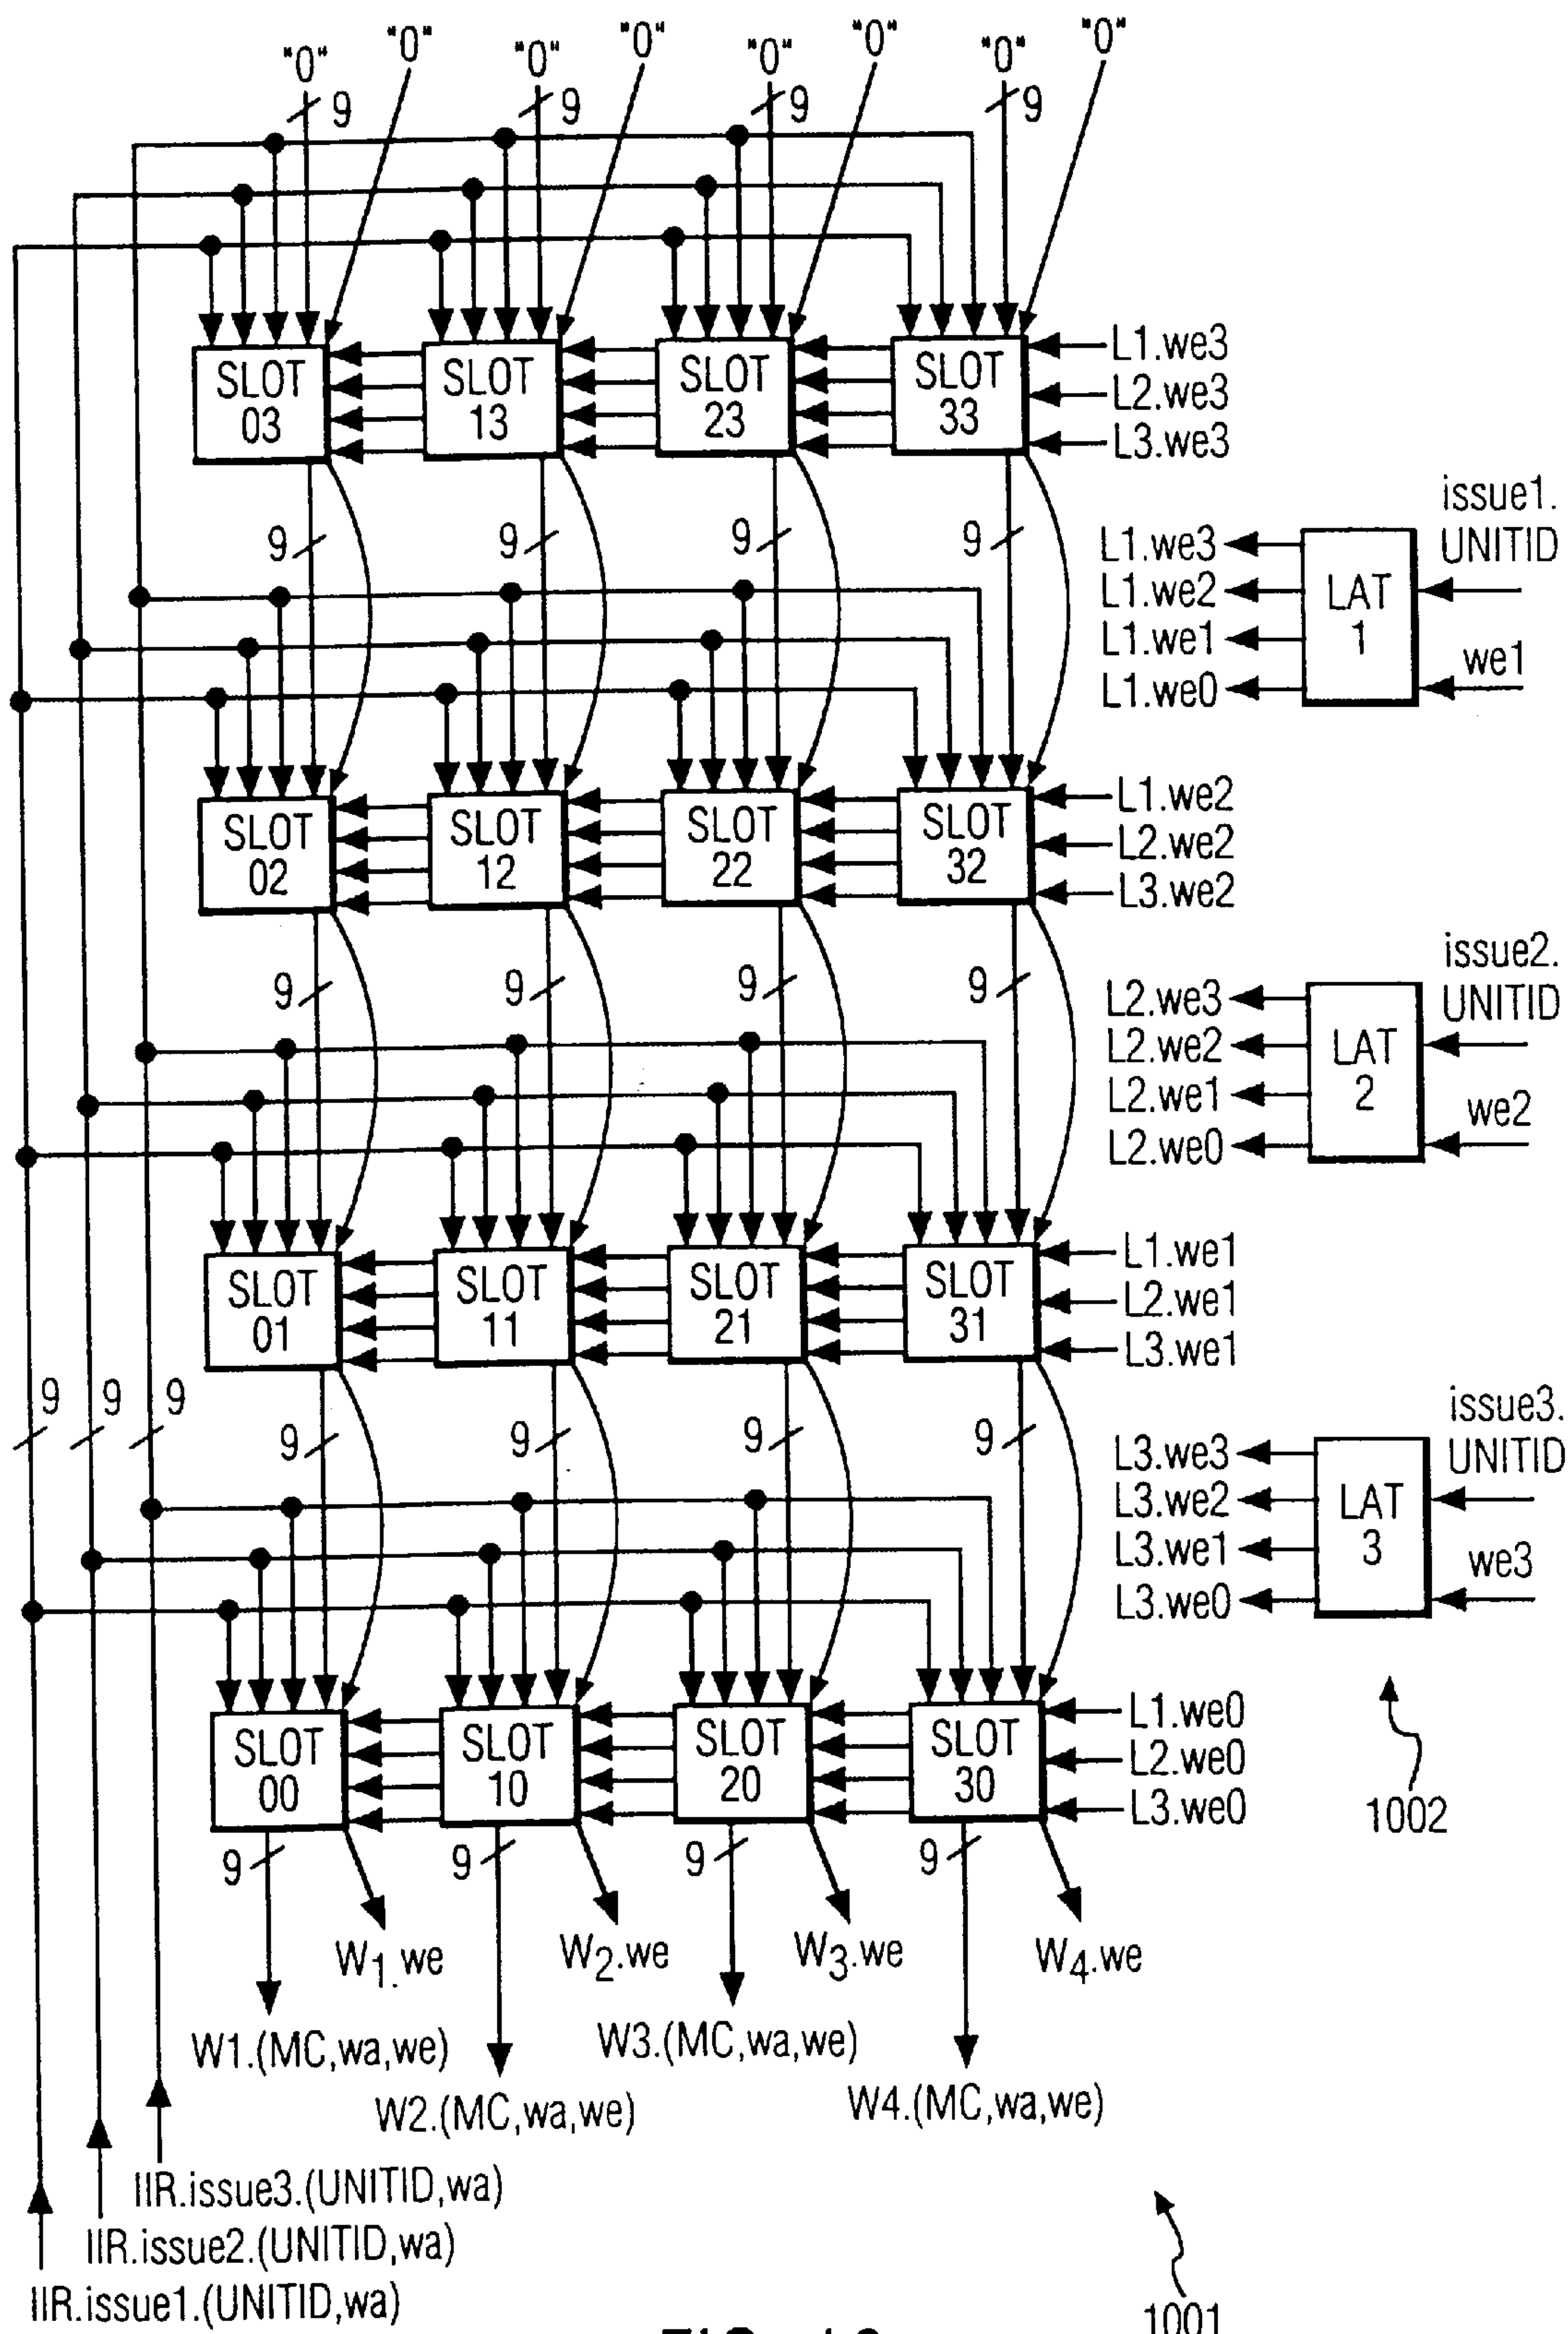 "0" "0" "0" "0" "0" "0" "0" "0"
9 9 9 9
SLOT 03
SLOT 13
SLOT 23
SLOT 33
L1.we3
L2.we3
L3.we3
9 9 9 9
issue1.
UNITID
L1.we3
L1.we2
L1.we1
L1.we0
LAT 1
we1
SLOT 02
SLOT 12
SLOT 22
SLOT 32
L1.we2
L2.we2
L3.we2
9 9 9 9
issue2.
UNITID
L2.we3
L2.we2
L2.we1
L2.we0
LAT 2
we2
SLOT 01
SLOT 11
SLOT 21
SLOT 31
L1.we1
L2.we1
L3.we1
9 9 9
9 9 9 9
issue3.
UNITID
L3.we3
L3.we2
L3.we1
L3.we0
LAT 3
we3
SLOT 00
SLOT 10
SLOT 20
SLOT 30
L1.we0
L2.we0
L3.we0
1002
9 9 9 9
W1.we
W2.we
W3.we
W4.we
W1.(MC,wa,we)
W3.(MC,wa,we)
W2.(MC,wa,we)
W4.(MC,wa,we)
IIR.issue3.(UNITID,wa)
IIR.issue2.(UNITID,wa)
IIR.issue1.(UNITID,wa)
1001